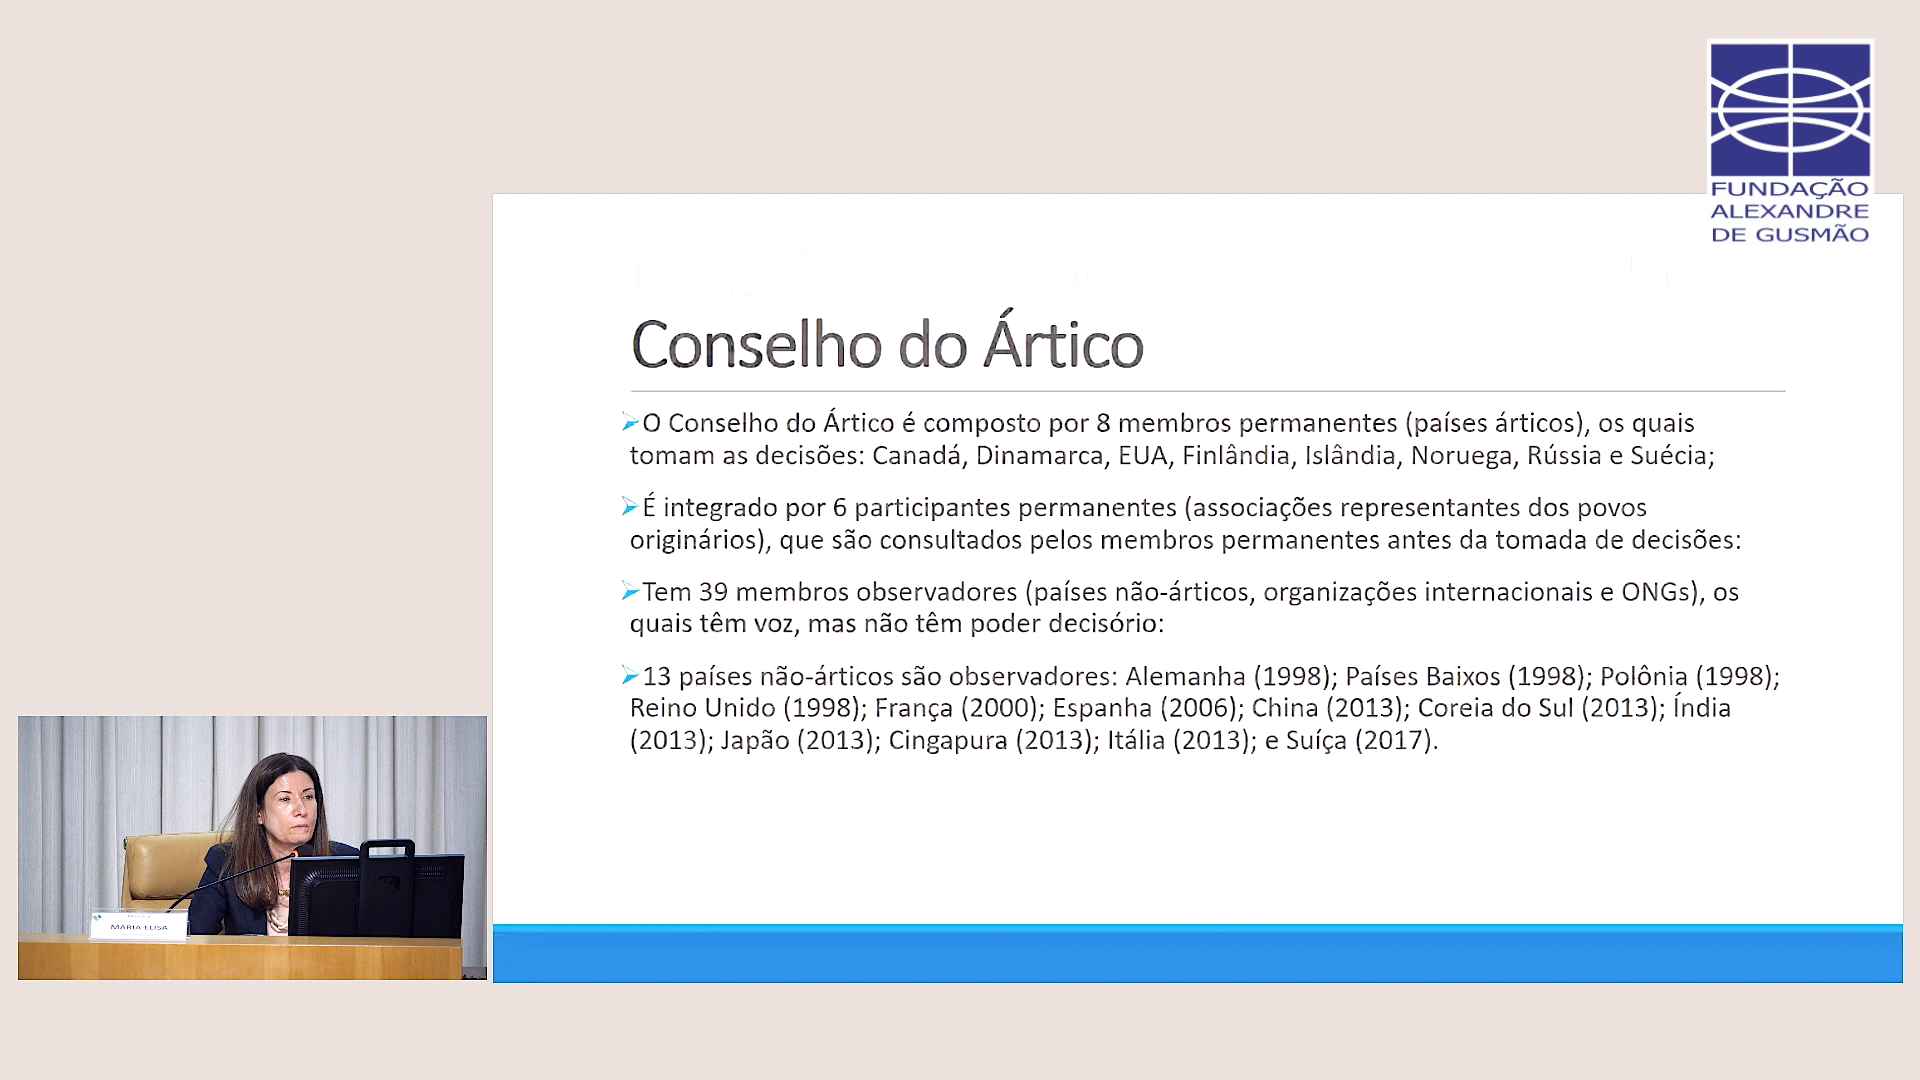 FUNDAÇÃO
ALEXANDRE
DE GUSMÃO
Conselho do Ártico
O Conselho do Ártico é composto por 8 membros permanentes (países árticos), os quais
tomam as decisões: Canadá, Dinamarca, EUA, Finlândia, Islândia, Noruega, Rússia e Suécia;
É integrado por 6 participantes permanentes (associações representantes dos povos
originários), que são consultados pelos membros permanentes antes da tomada de decisões:
Tem 39 membros observadores (países não-árticos, organizações internacionais e ONGs), os
quais têm voz, mas não têm poder decisório:
13 países não-árticos são observadores: Alemanha (1998); Países Baixos (1998); Polônia (1998);
Reino Unido (1998); França (2000); Espanha (2006); China (2013); Coreia do Sul (2013); Índia
(2013); Japão (2013); Cingapura (2013); Itália (2013); e Suíça (2017).
MARIA ELISA